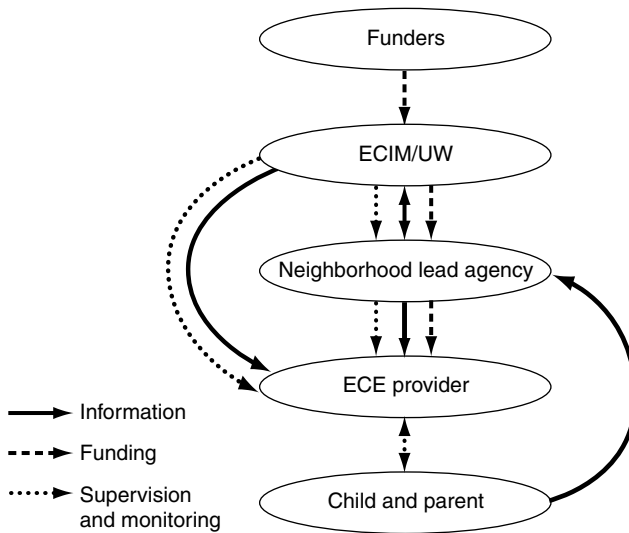 Funders
ECIM/UW
Neighborhood lead agency
ECE provider
Child and parent
Information
Funding
Supervision
and monitoring